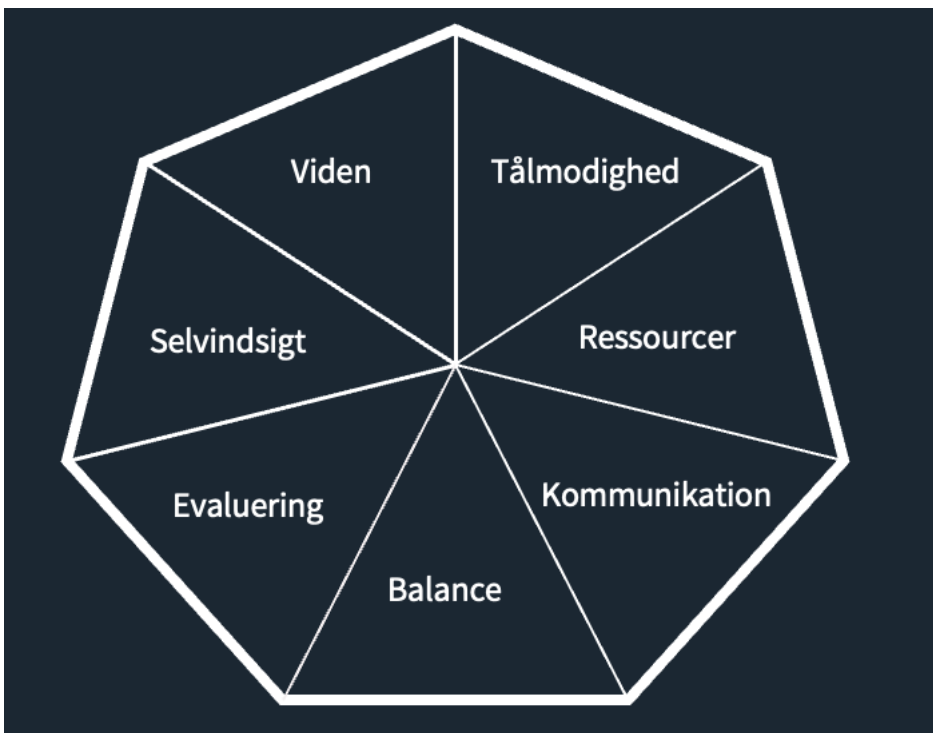 Viden
Tålmodighed
Selvindsigt
Ressourcer
Evaluering
Kommunikation
Balance